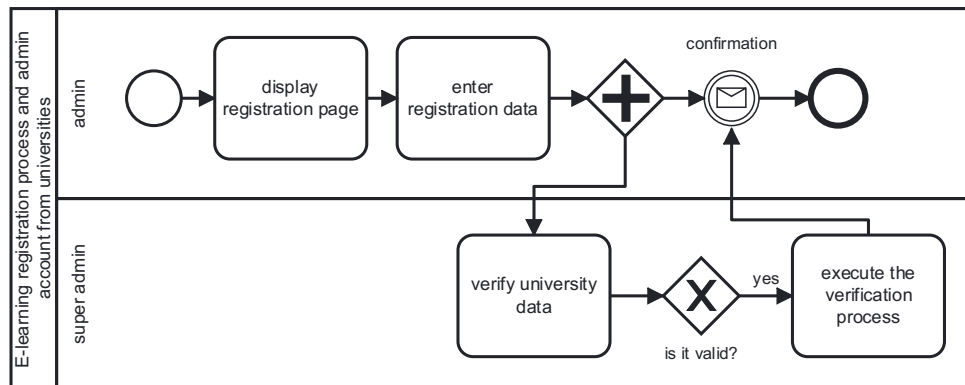 E-learning registration process and admin
account from universities
admin
display
registration page
enter
registration data
confirmation
super admin
verify university
data
is it valid?
yes
execute the
verification
process